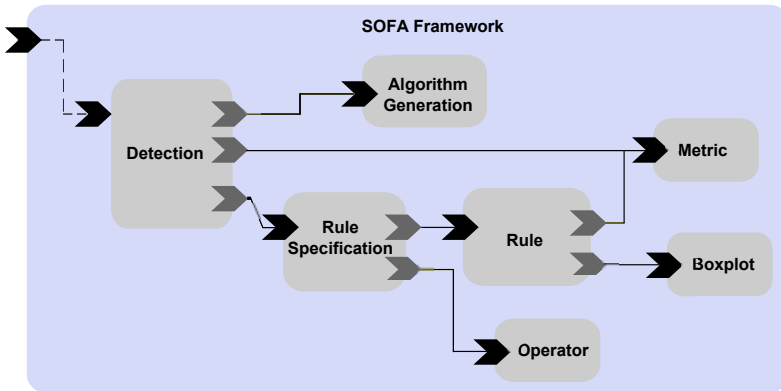 SOFA Framework
Algorithm
Generation
Detection
Metric
Rule
Specification
Rule
Boxplot
Operator